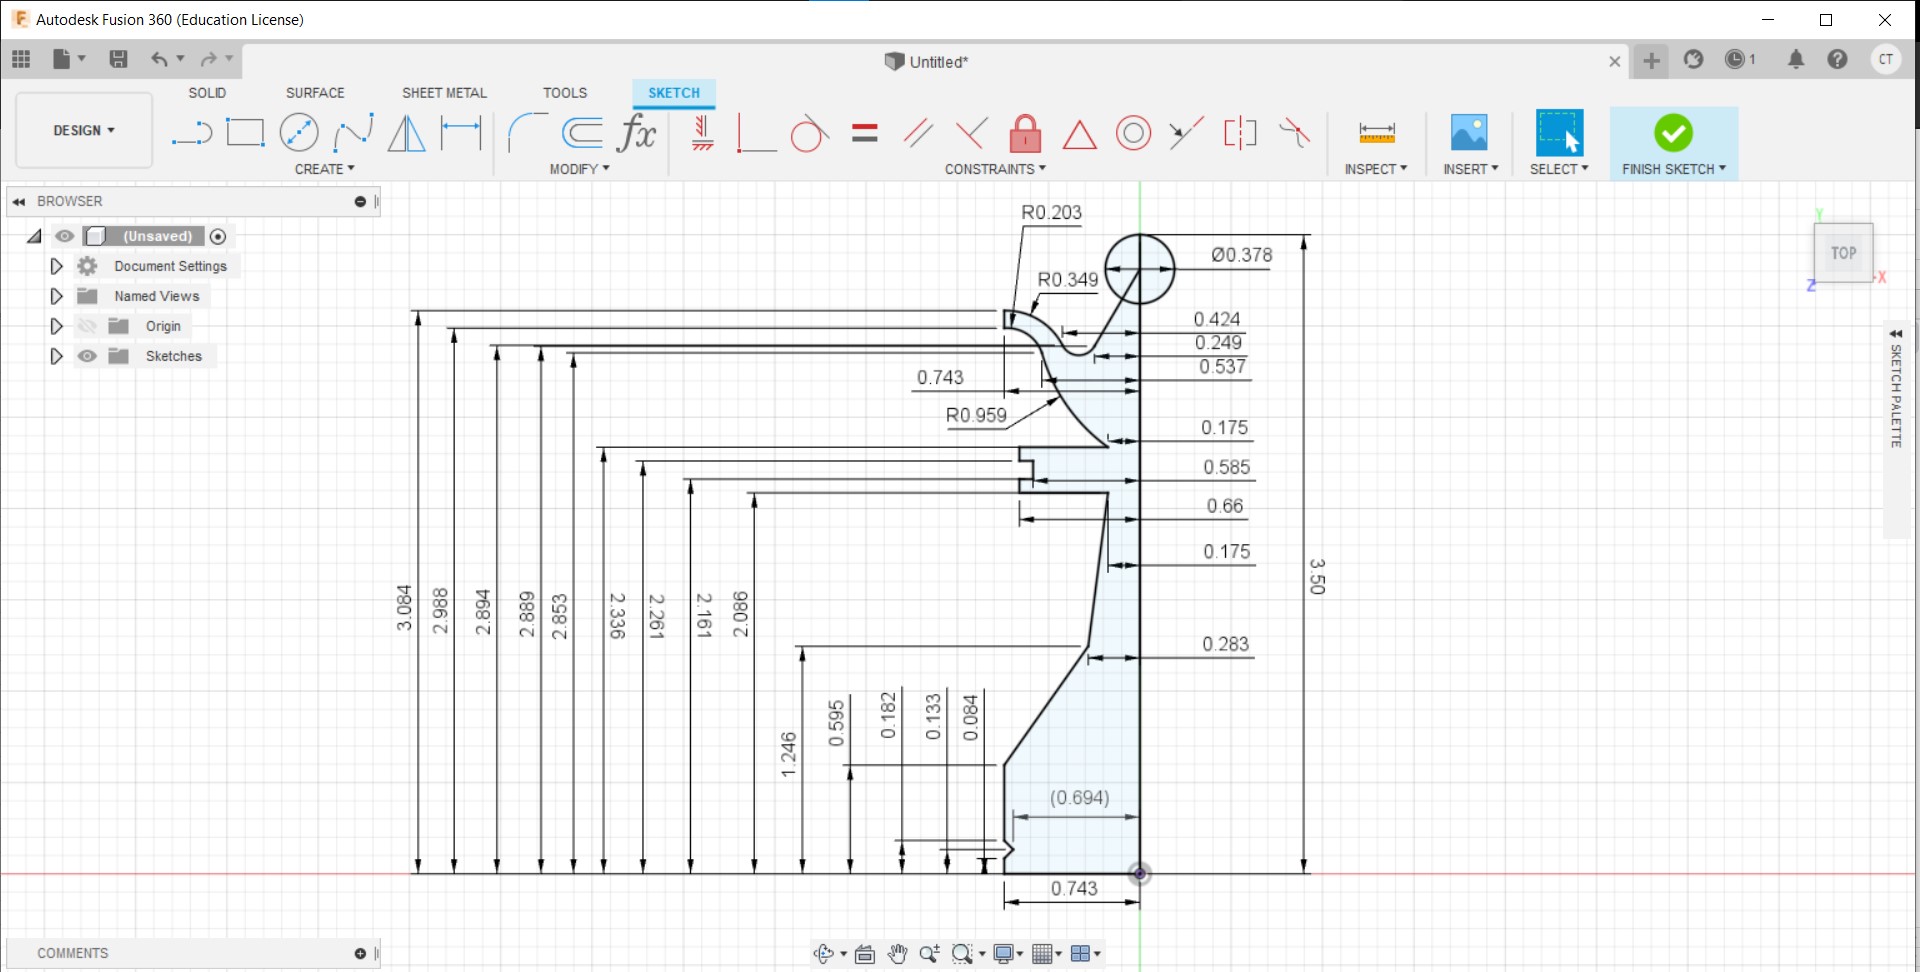 Autodesk Fusion 360 (Education License)
Untitled*
1
CT
DESIGN
SOLID
SURFACE
SHEET METAL
TOOLS
SKETCH
CREATE
MODIFY
fx
CONSTRAINTS
INSPECT
INSERT
SELECT
FINISH SKETCH
BROWSER
(Unsaved)
Document Settings
Named Views
Origin
Sketches
Y
TOP
X
Z
SKETCH PALETTE
R0.203
Ø0.378
R0.349
0.424
0.249
0.537
0.743
R0.959
0.175
0.585
0.66
0.175
3.50
3.084
2.988
2.894
2.889
2.853
2.336
2.261
2.161
2.086
0.283
1.246
0.595
0.182
0.133
0.084
(0.694)
0.743
COMMENTS